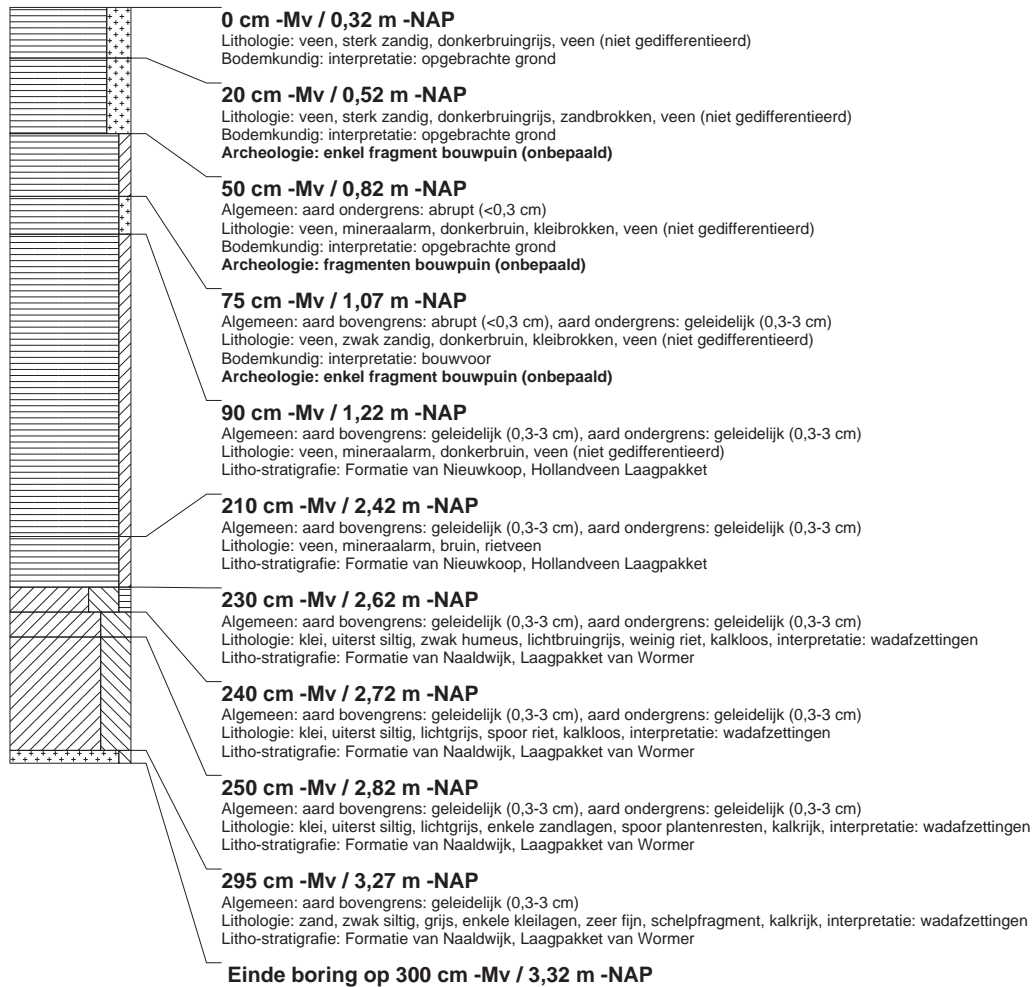 0 cm -Mv / 0,32 m -NAP
Lithologie: veen, sterk zandig, donkerbruingrijs, veen (niet gedifferentieerd)
Bodemkundig: interpretatie: opgebrachte grond
20 cm -Mv / 0,52 m -NAP
Lithologie: veen, sterk zandig, donkerbruingrijs, zandbrokken, veen (niet gedifferentieerd)
Bodemkundig: interpretatie: opgebrachte grond
Archeologie: enkel fragment bouwpuin (onbepaald)
50 cm -Mv / 0,82 m -NAP
Algemeen: aard ondergrens: abrupt (<0,3 cm)
Lithologie: veen, mineraalarm, donkerbruin, kleibrokken, veen (niet gedifferentieerd)
Bodemkundig: interpretatie: opgebrachte grond
Archeologie: fragmenten bouwpuin (onbepaald)
75 cm -Mv / 1,07 m -NAP
Algemeen: aard bovengrens: abrupt (<0,3 cm), aard ondergrens: geleidelijk (0,3-3 cm)
Lithologie: veen, zwak zandig, donkerbruin, kleibrokken, veen (niet gedifferentieerd)
Bodemkundig: interpretatie: bouwvoor
Archeologie: enkel fragment bouwpuin (onbepaald)
90 cm -Mv / 1,22 m -NAP
Algemeen: aard bovengrens: geleidelijk (0,3-3 cm), aard ondergrens: geleidelijk (0,3-3 cm)
Lithologie: veen, mineraalarm, donkerbruin, veen (niet gedifferentieerd)
Litho-stratigrafie: Formatie van Nieuwkoop, Hollandveen Laagpakket
210 cm -Mv / 2,42 m -NAP
Algemeen: aard bovengrens: geleidelijk (0,3-3 cm), aard ondergrens: geleidelijk (0,3-3 cm)
Lithologie: veen, mineraalarm, bruin, rietveen
Litho-stratigrafie: Formatie van Nieuwkoop, Hollandveen Laagpakket
230 cm -Mv / 2,62 m -NAP
Algemeen: aard bovengrens: geleidelijk (0,3-3 cm), aard ondergrens: geleidelijk (0,3-3 cm)
Lithologie: klei, uiterst siltig, zwak humeus, lichtbruingrijs, weinig riet, kalkloos, interpretatie: wadafzettingen
Litho-stratigrafie: Formatie van Naaldwijk, Laagpakket van Wormer
240 cm -Mv / 2,72 m -NAP
Algemeen: aard bovengrens: geleidelijk (0,3-3 cm), aard ondergrens: geleidelijk (0,3-3 cm)
Lithologie: klei, uiterst siltig, lichtgrijs, spoor riet, kalkloos, interpretatie: wadafzettingen
Litho-stratigrafie: Formatie van Naaldwijk, Laagpakket van Wormer
250 cm -Mv / 2,82 m -NAP
Algemeen: aard bovengrens: geleidelijk (0,3-3 cm), aard ondergrens: geleidelijk (0,3-3 cm)
Lithologie: klei, uiterst siltig, lichtgrijs, enkele zandlagen, spoor plantenresten, kalkrijk, interpretatie: wadafzettingen
Litho-stratigrafie: Formatie van Naaldwijk, Laagpakket van Wormer
295 cm -Mv / 3,27 m -NAP
Algemeen: aard bovengrens: geleidelijk (0,3-3 cm)
Lithologie: zand, zwak siltig, grijs, enkele kleilagen, zeer fijn, schelpfragment, kalkrijk, interpretatie: wadafzettingen
Litho-stratigrafie: Formatie van Naaldwijk, Laagpakket van Wormer
Einde boring op 300 cm -Mv / 3,32 m -NAP